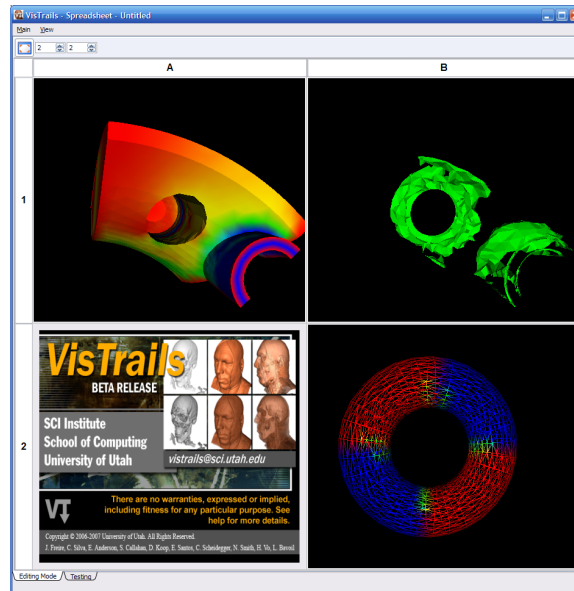 VisTrails - Spreadsheet - Untitled
Main View
2 2
A B
1
2
VisTrails
BETA RELEASE
SCI Institute
School of Computing
University of Utah
vistrails@sci.utah.edu
VT
There are no warranties, expressed or implied,
including fitness for any particular purpose. See
help for more details.
Copyright © 2006-2007 University of Utah. All Rights Reserved.
J. Freire, C. Silva, E. Anderson, S. Callahan, D. Koop, E. Santos, C. Scheidegger, N. Smith, H. Vo, L. Bavoil
Editing Mode Testing